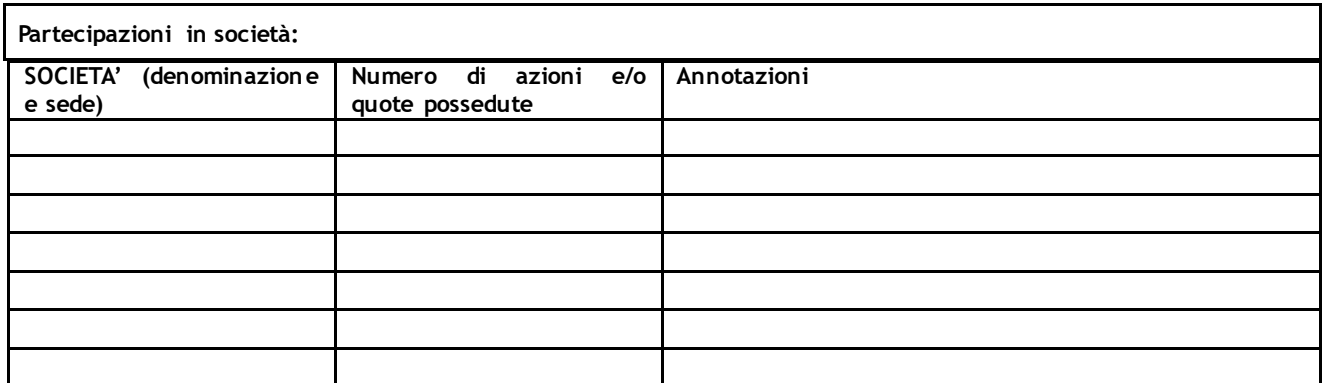 Partecipazioni in società:
SOCIETA’ (denominazione
e sede)
Numero di azioni e/o
quote possedute
Annotazioni